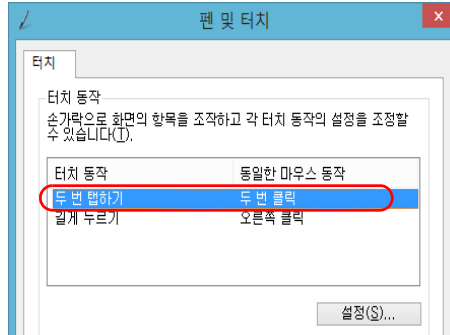 펜 및 터치
터치
터치 동작
손가락으로 화면의 항목을 조작하고 각 터치 동작의 설정을 조정할
수 있습니다(T).
터치 동작 동일한 마우스 동작
두 번 탭하기 두 번 클릭
길게 누르기 오른쪽 클릭
설정(S)...